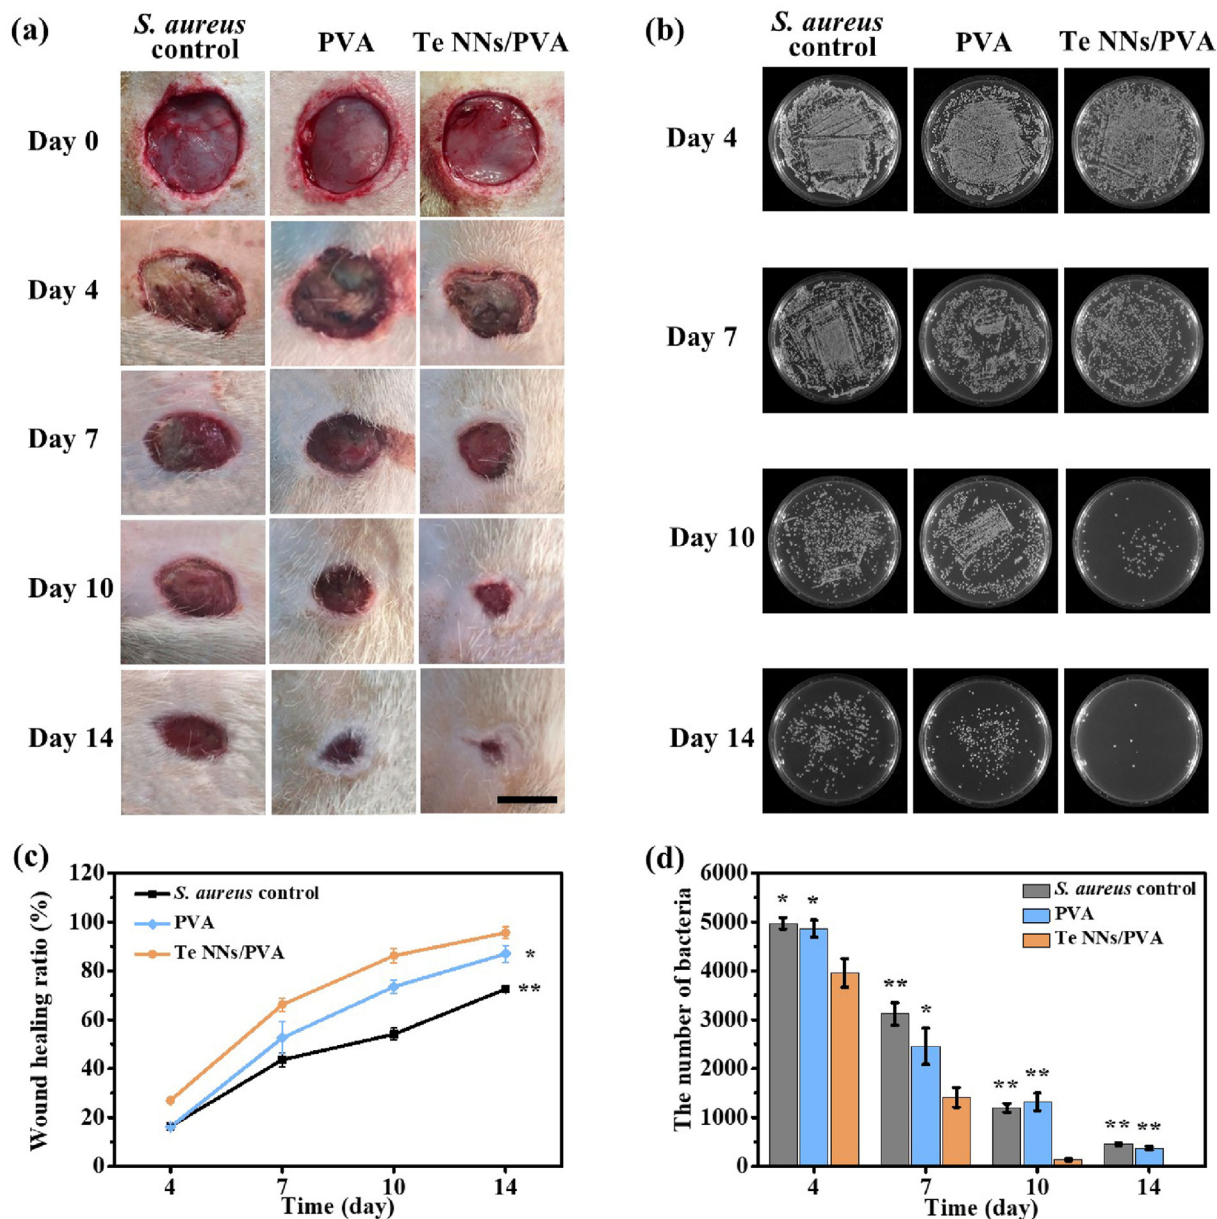 (a)
S. aureus
control
PVA
Te NNs/PVA
Day 0
Day 4
Day 7
Day 10
Day 14
(b)
S. aureus
control
PVA
Te NNs/PVA
Day 4
Day 7
Day 10
Day 14
(c)
Wound healing ratio (%)
120
100
80
60
40
20
0
S. aureus control
PVA
Te NNs/PVA
*
**
4
7
10
14
Time (day)
(d)
The number of bacteria
6000
5000
4000
3000
2000
1000
0
S. aureus control
PVA
Te NNs/PVA
* *
** *
** **
** **
4
7
10
14
Time (day)